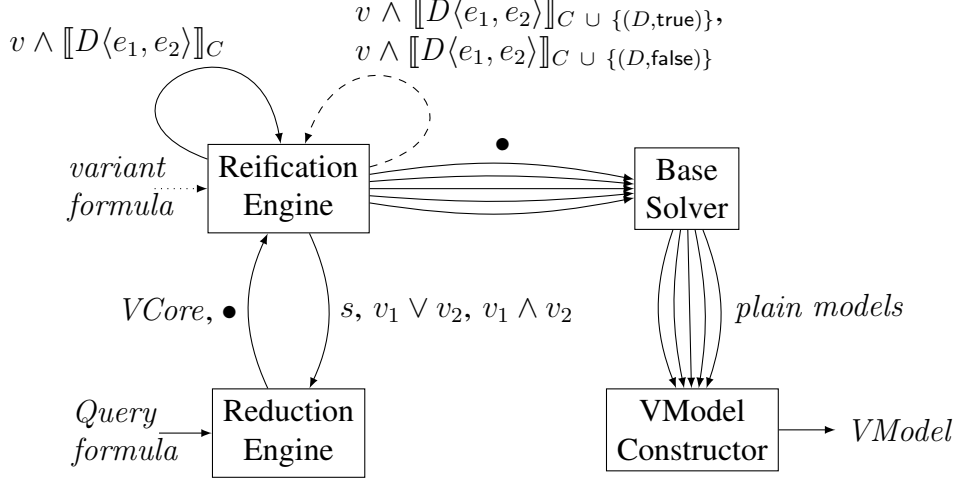 v ∧ ⟦D⟨e₁, e₂⟩⟧_C
v ∧ ⟦D⟨e₁, e₂⟩⟧_{C ∪ {(D,true)}},
v ∧ ⟦D⟨e₁, e₂⟩⟧_{C ∪ {(D,false)}}
variant
formula
Reification
Engine
●
Base
Solver
VCore, ●
s, v₁ ∨ v₂, v₁ ∧ v₂
plain models
Query
formula
Reduction
Engine
VModel
Constructor
VModel